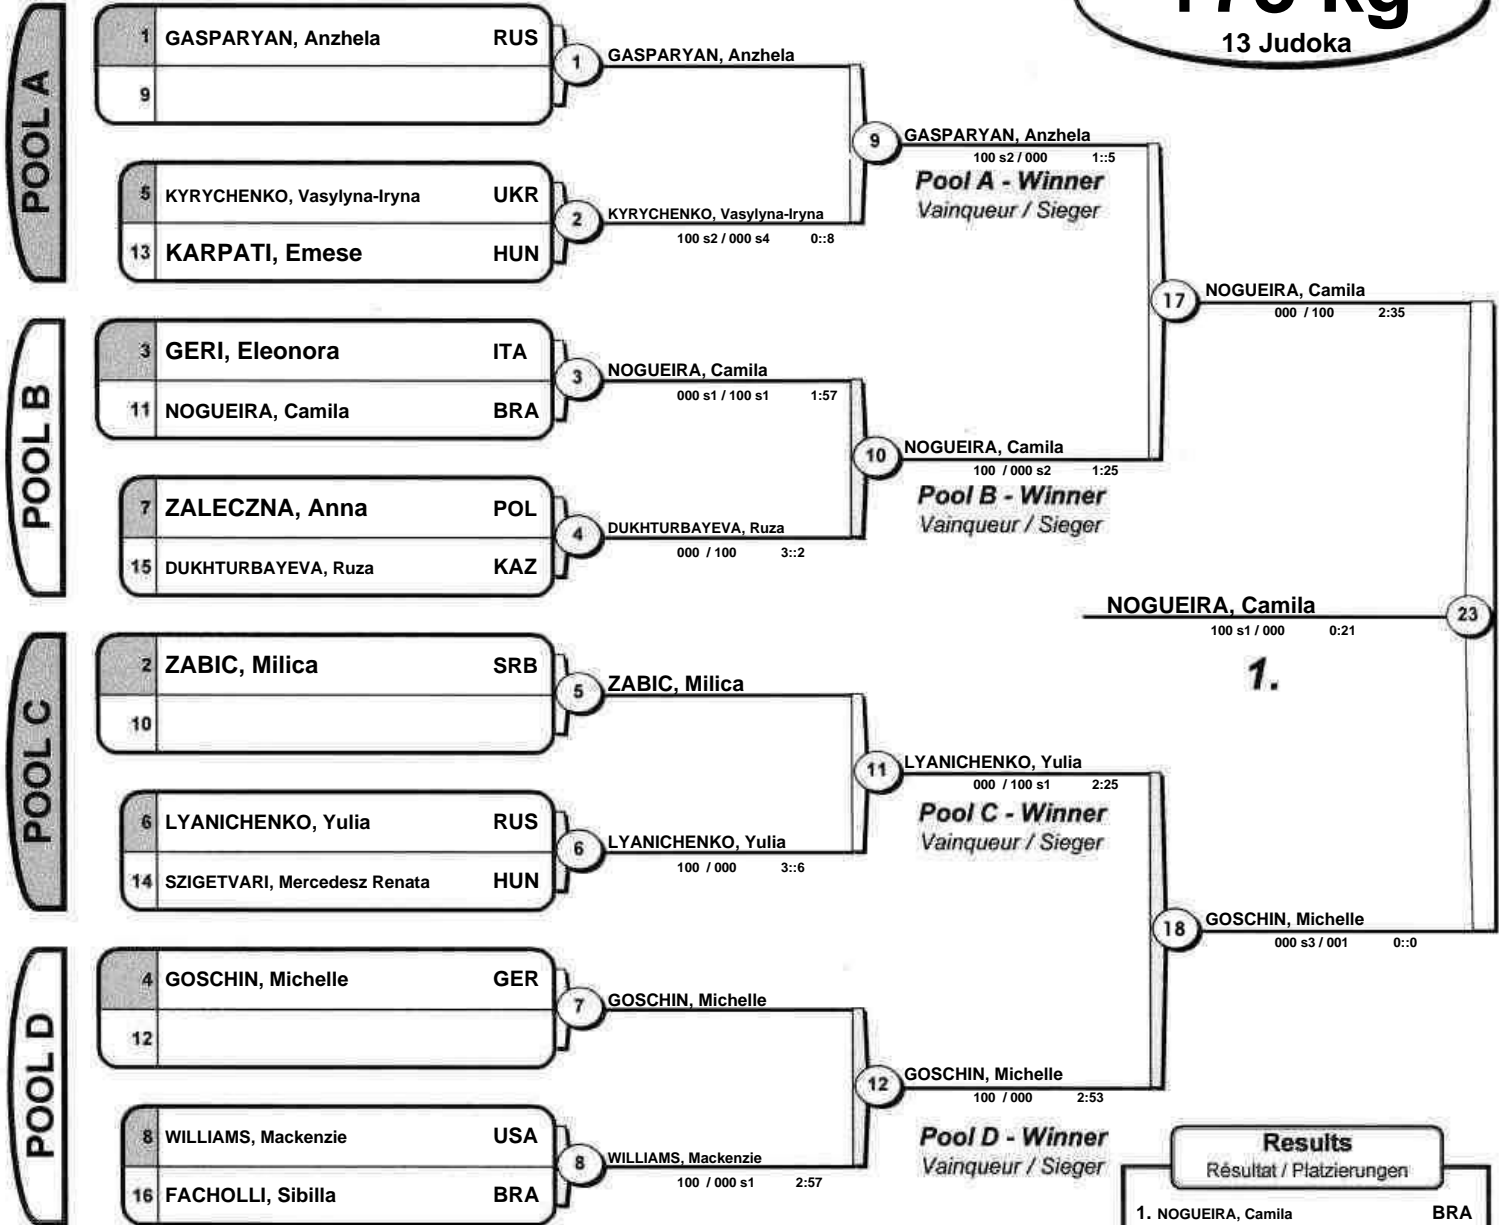 13 Judoka
POOL A
1 GASPARYAN, Anzhela RUS
9
1 GASPARYAN, Anzhela
5 KYRYCHENKO, Vasylyna-Iryna UKR
13 KARPATI, Emese HUN
2 KYRYCHENKO, Vasylyna-Iryna
100 s2 / 000 s4 0::8
9 GASPARYAN, Anzhela
100 s2 / 000 1::5
Pool A - Winner
Vainqueur / Sieger
POOL B
3 GERI, Eleonora ITA
11 NOGUEIRA, Camila BRA
3 NOGUEIRA, Camila
000 s1 / 100 s1 1:57
7 ZALECZNA, Anna POL
15 DUKHTURBAYEVA, Ruza KAZ
4 DUKHTURBAYEVA, Ruza
000 / 100 3::2
10 NOGUEIRA, Camila
100 / 000 s2 1:25
Pool B - Winner
Vainqueur / Sieger
17 NOGUEIRA, Camila
000 / 100 2:35
NOGUEIRA, Camila 23
100 s1 / 000 0:21
1.
POOL C
2 ZABIC, Milica SRB
10
5 ZABIC, Milica
6 LYANICHENKO, Yulia RUS
14 SZIGETVARI, Mercedesz Renata HUN
6 LYANICHENKO, Yulia
100 / 000 3::6
11 LYANICHENKO, Yulia
000 / 100 s1 2:25
Pool C - Winner
Vainqueur / Sieger
18 GOSCHIN, Michelle
000 s3 / 001 0::0
POOL D
4 GOSCHIN, Michelle GER
12
7 GOSCHIN, Michelle
8 WILLIAMS, Mackenzie USA
16 FACHOLLI, Sibilla BRA
8 WILLIAMS, Mackenzie
100 / 000 s1 2:57
12 GOSCHIN, Michelle
100 / 000 2:53
Pool D - Winner
Vainqueur / Sieger
Results
Résultat / Platzierungen
1. NOGUEIRA, Camila BRA